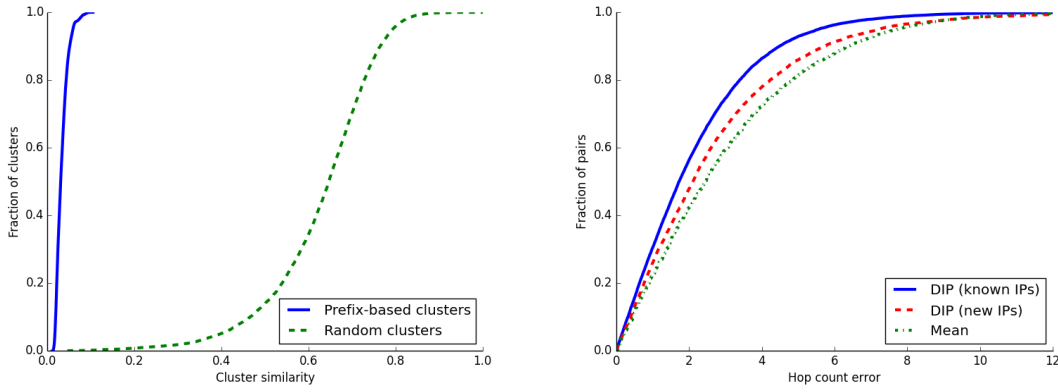 1.0
0.8
0.6
0.4
0.2
0.0
Fraction of clusters
0.0 0.2 0.4 0.6 0.8 1.0
Cluster similarity
Prefix-based clusters
Random clusters
1.0
0.8
0.6
0.4
0.2
0.0
Fraction of pairs
0 2 4 6 8 10 12
Hop count error
DIP (known IPs)
DIP (new IPs)
Mean